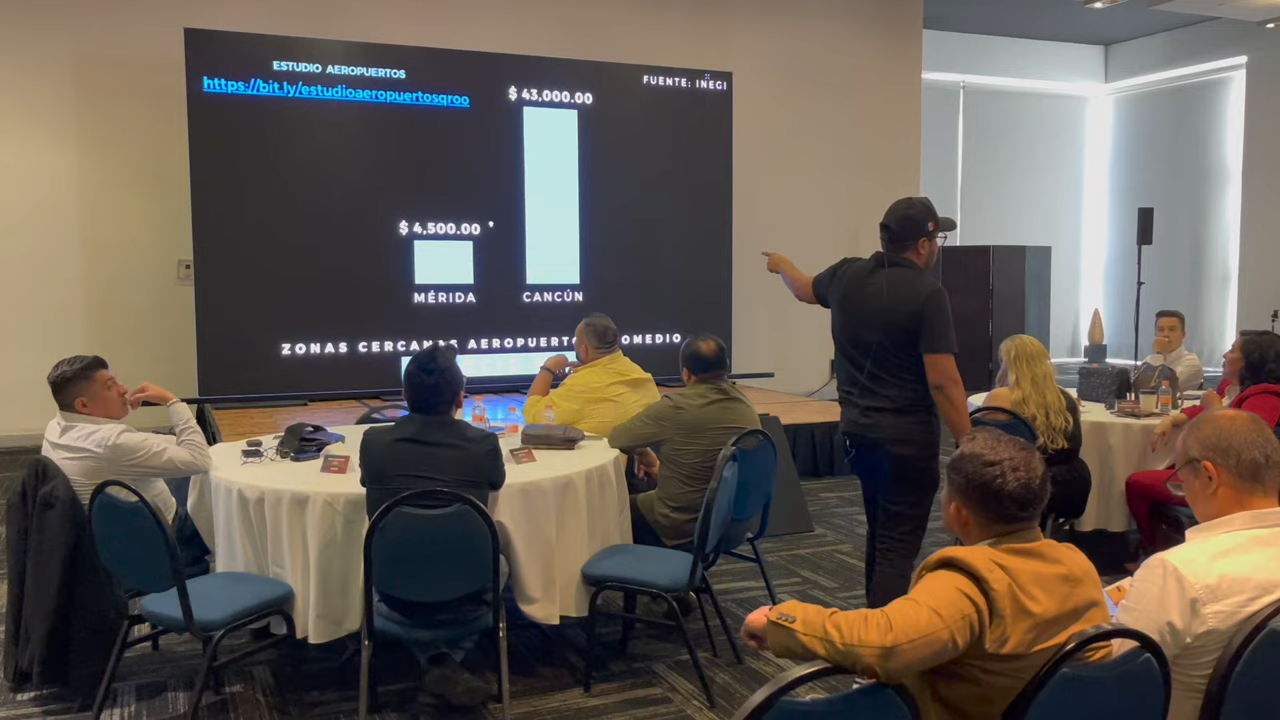 ESTUDIO AEROPUERTOS
https://bit.ly/estudioaeropuertosqroo
FUENTE: INEGI
$ 43,000.00
$ 4,500.00 *
MÉRIDA
CANCÚN
ZONAS CERCANAS AEROPUERTO